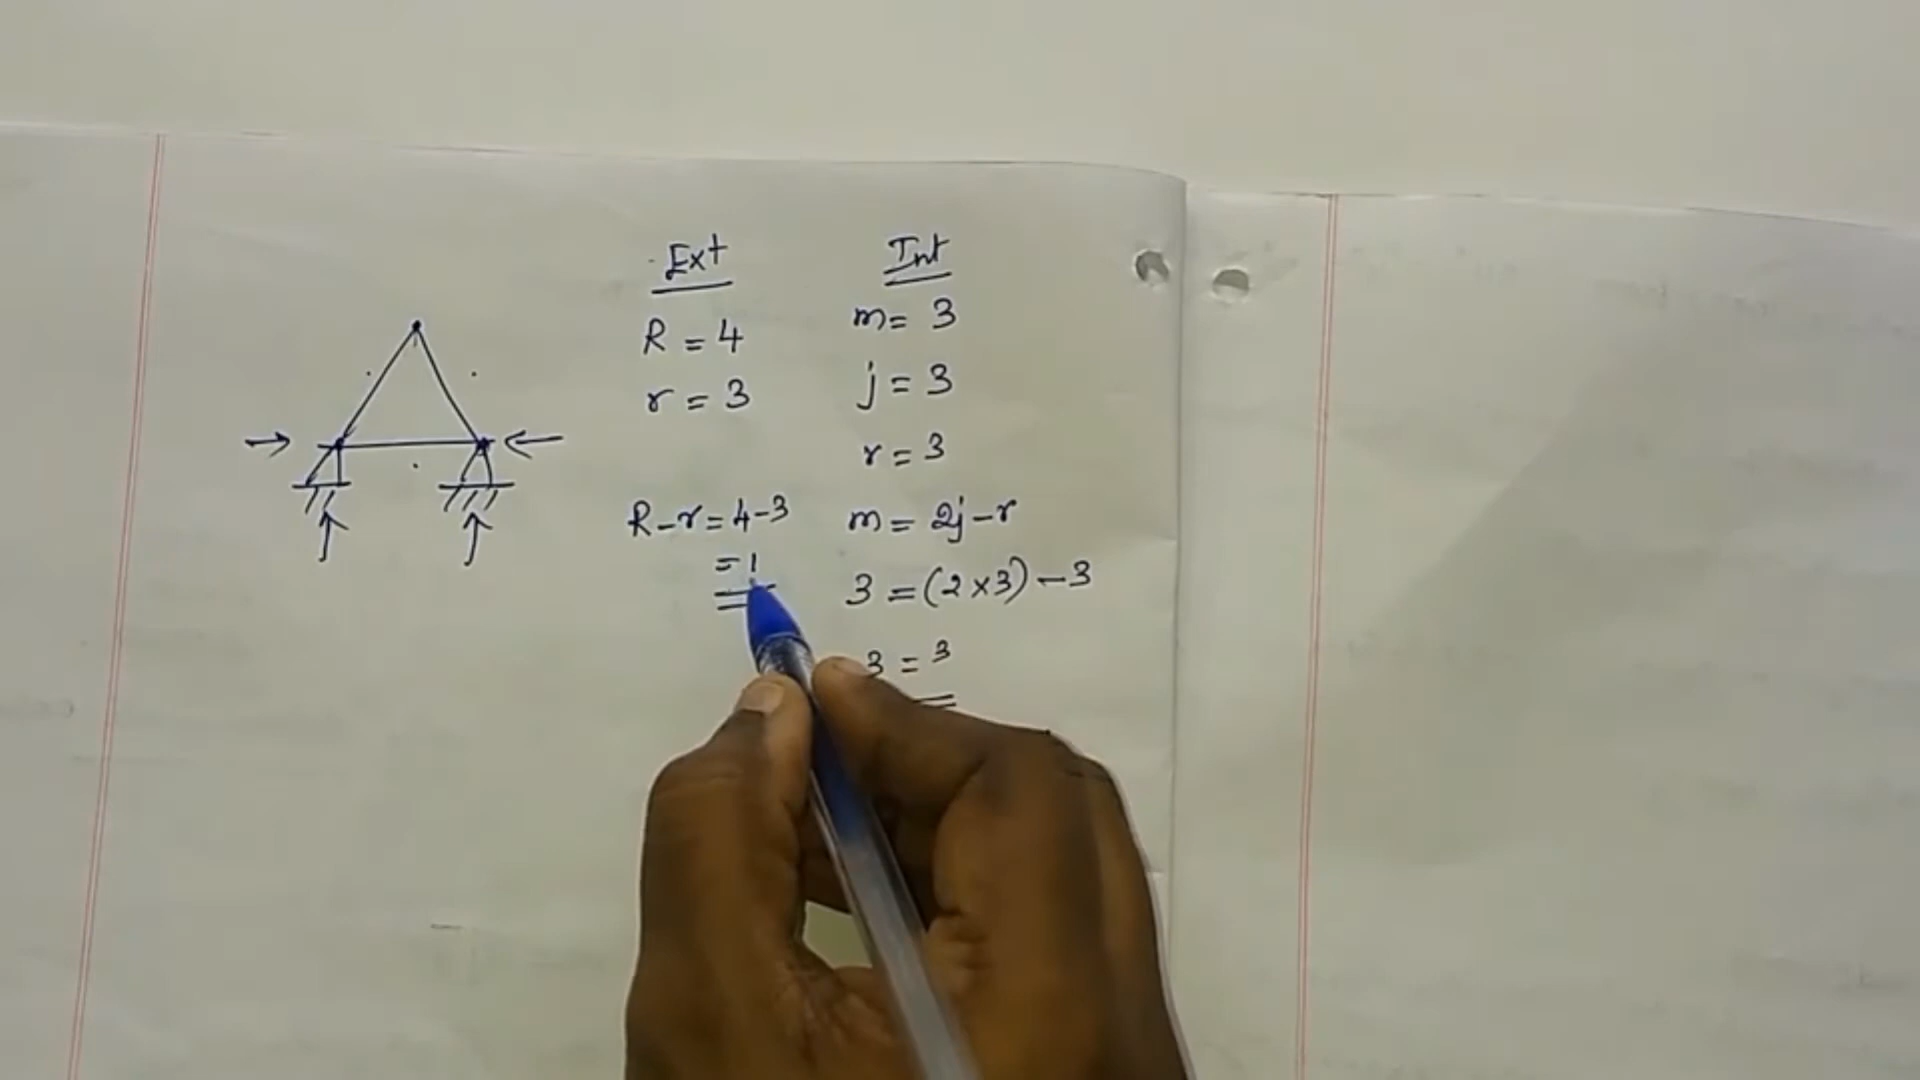 Ext
R = 4
r = 3
R-r = 4-3
= 1
Int
m = 3
j = 3
r = 3
m = 2j-r
3 = (2×3)-3
3 = 3